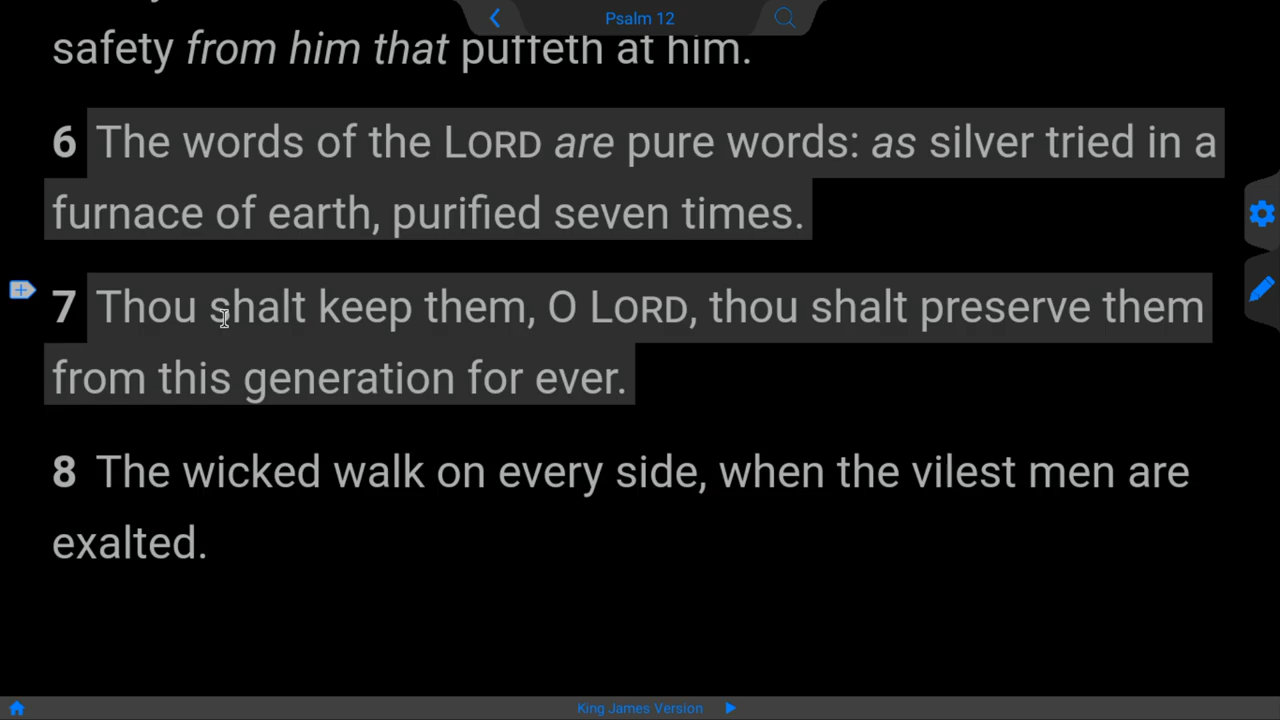 Psalm 12
safety from him that puffeth at him.
6 The words of the LORD are pure words: as silver tried in a
furnace of earth, purified seven times.
7 Thou shalt keep them, O LORD, thou shalt preserve them
from this generation for ever.
8 The wicked walk on every side, when the vilest men are
exalted.
King James Version